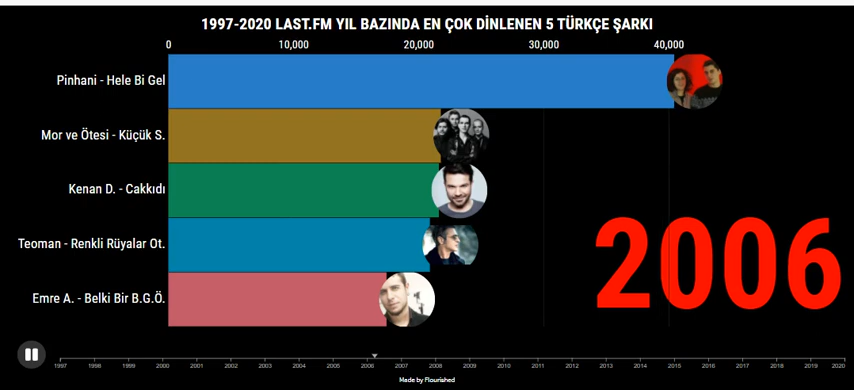 1997-2020 LAST.FM YIL BAZINDA EN ÇOK DİNLENEN 5 TÜRKÇE ŞARKI
0 10,000 20,000 30,000 40,000
Pinhani - Hele Bi Gel
Mor ve Ötesi - Küçük S.
Kenan D. - Cakkıdı
Teoman - Renkli Rüyalar Ot.
Emre A. - Belki Bir B.G.Ö.
2006
1997 1998 1999 2000 2001 2002 2003 2004 2005 2006 2007 2008 2009 2010 2011 2012 2013 2014 2015 2016 2017 2018 2019 2020
Made by Flourished